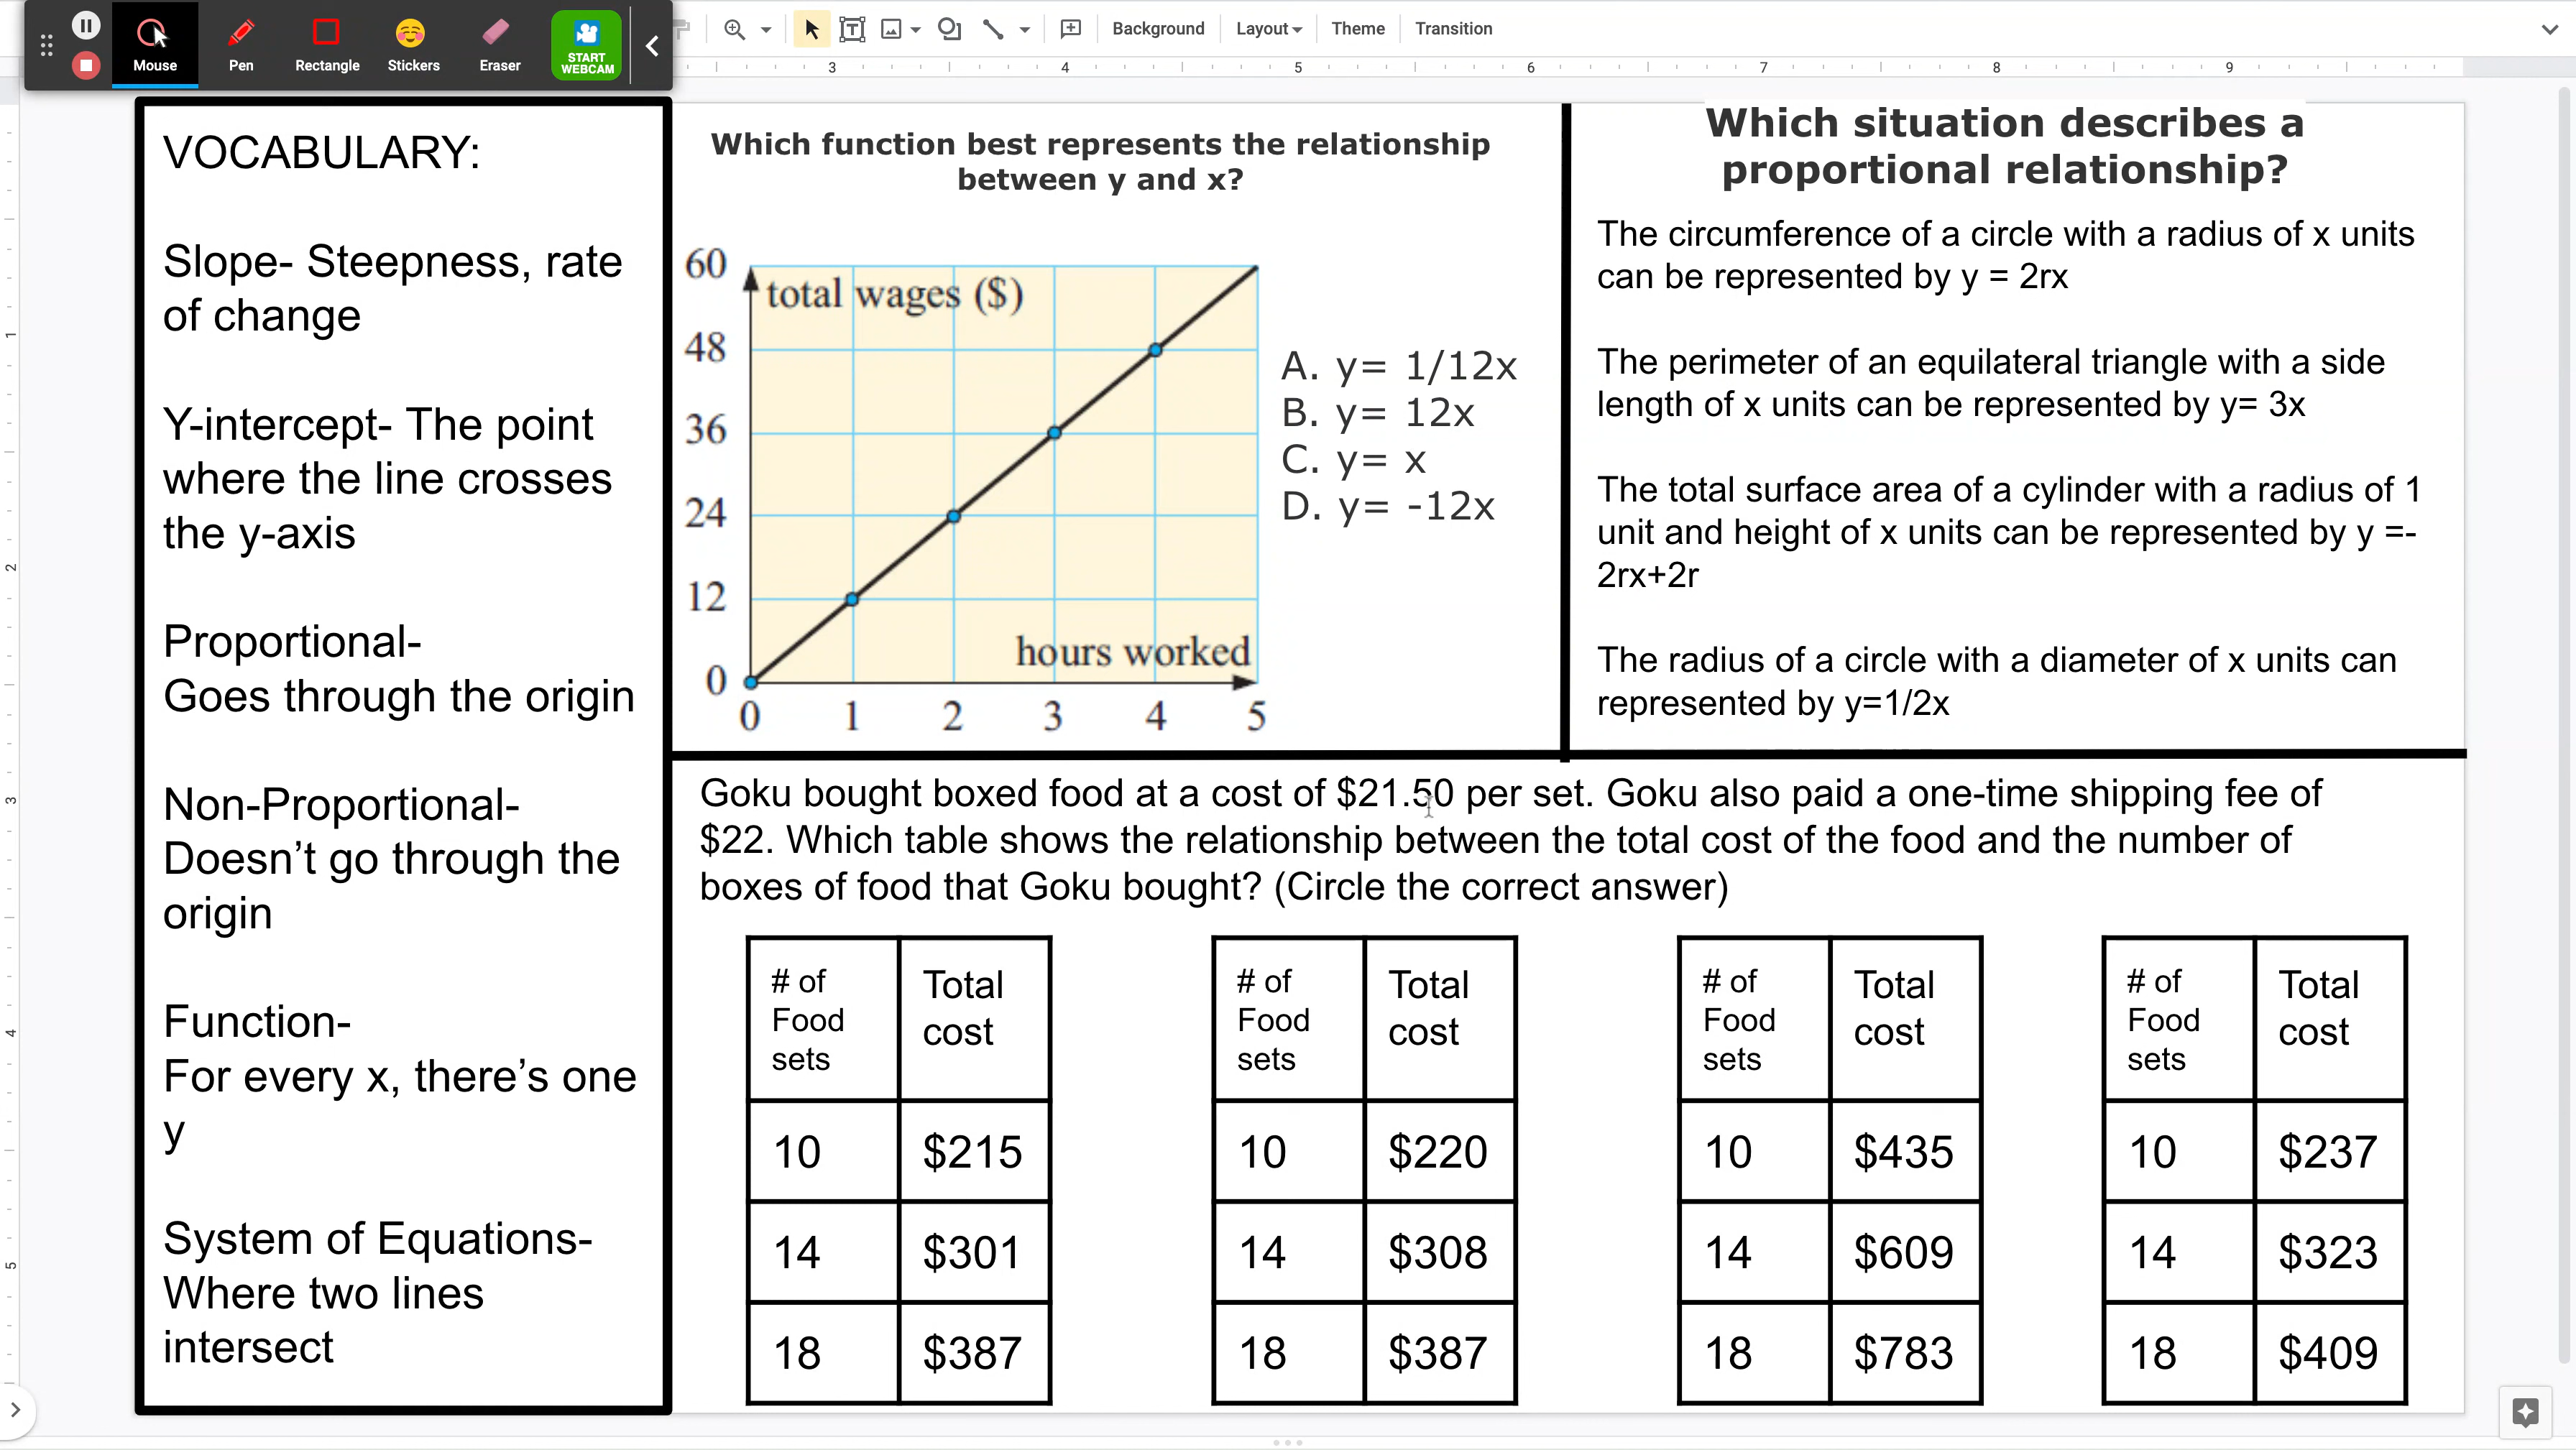 Mouse
Pen
Rectangle
Stickers
Eraser
START
WEBCAM
Background
Layout
Theme
Transition
3 4 5 6 7 8 9
1
2
3
4
5
VOCABULARY:
Slope- Steepness, rate
of change
Y-intercept- The point
where the line crosses
the y-axis
Proportional-
Goes through the origin
Non-Proportional-
Doesn’t go through the
origin
Function-
For every x, there’s one
y
System of Equations-
Where two lines
intersect
Which function best represents the relationship
between y and x?
60
total wages ($)
48
36
24
12
hours worked
0
0 1 2 3 4 5
A. y= 1/12x
B. y= 12x
C. y= x
D. y= -12x
Which situation describes a
proportional relationship?
The circumference of a circle with a radius of x units
can be represented by y = 2rx
The perimeter of an equilateral triangle with a side
length of x units can be represented by y= 3x
The total surface area of a cylinder with a radius of 1
unit and height of x units can be represented by y =-
2rx+2r
The radius of a circle with a diameter of x units can
represented by y=1/2x
Goku bought boxed food at a cost of $21.50 per set. Goku also paid a one-time shipping fee of
$22. Which table shows the relationship between the total cost of the food and the number of
boxes of food that Goku bought? (Circle the correct answer)
# of
Food
sets
Total
cost
10 $215
14 $301
18 $387
# of
Food
sets
Total
cost
10 $220
14 $308
18 $387
# of
Food
sets
Total
cost
10 $435
14 $609
18 $783
# of
Food
sets
Total
cost
10 $237
14 $323
18 $409